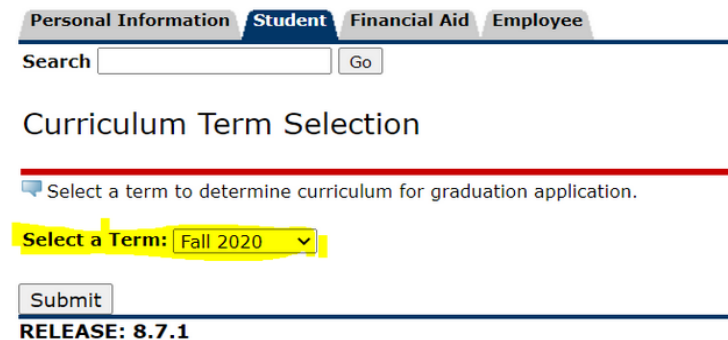 Personal Information Student Financial Aid Employee
Search Go
Curriculum Term Selection
Select a term to determine curriculum for graduation application.
Select a Term: Fall 2020
Submit
RELEASE: 8.7.1